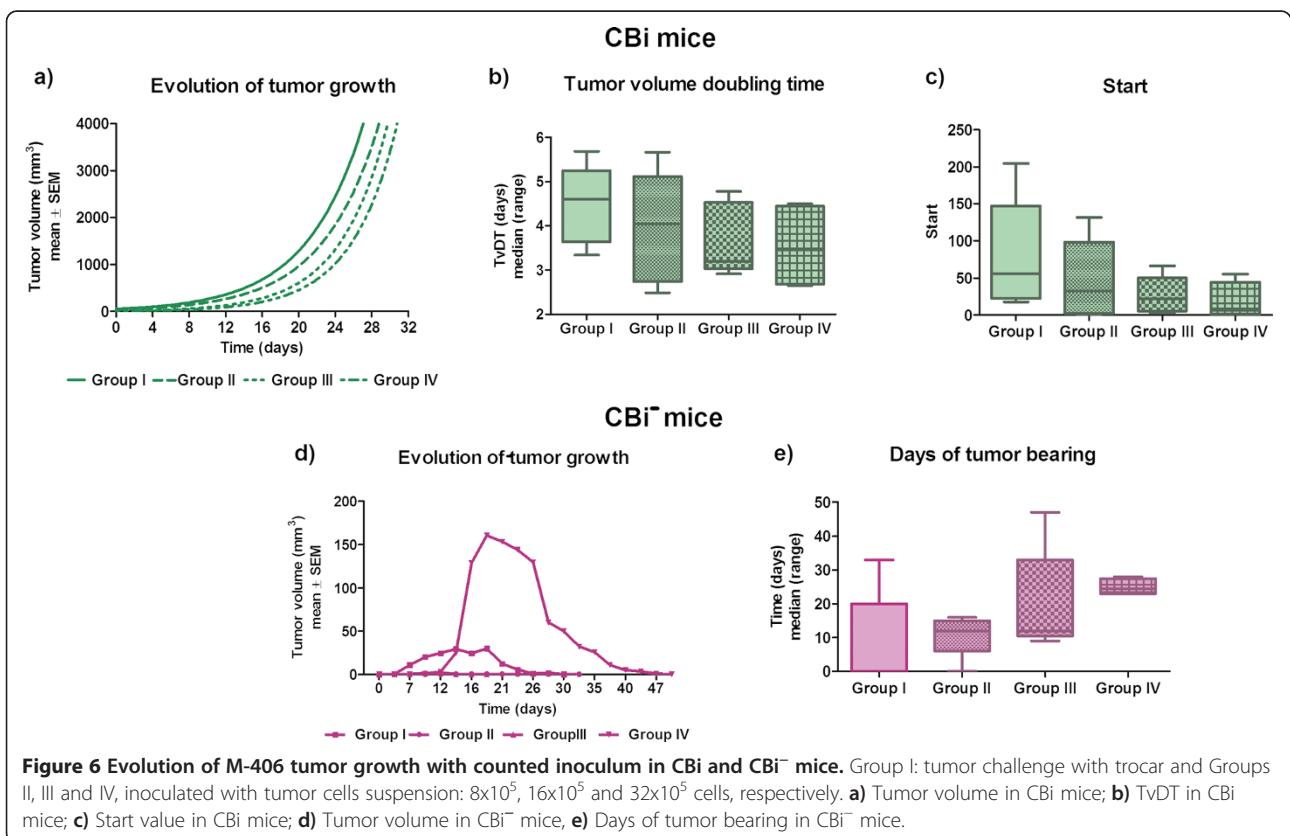 CBi mice
a)
Evolution of tumor growth
Tumor volume (mm³)
mean ± SEM
4000
3000
2000
1000
0
0 4 8 12 16 20 24 28 32
Time (days)
Group I Group II Group III Group IV
b)
Tumor volume doubling time
TvDT (days)
median (range)
6
5
4
3
2
Group I Group II Group III Group IV
c)
Start
Start
250
200
150
100
50
0
Group I Group II Group III Group IV
CBi⁻ mice
d)
Evolution of tumor growth
Tumor volume (mm³)
mean ± SEM
200
150
100
50
0
0 7 12 16 21 26 30 35 40 47
Time (days)
Group I Group II GroupIII Group IV
e)
Days of tumor bearing
Time (days)
median (range)
50
40
30
20
10
0
Group I Group II Group III Group IV
Figure 6 Evolution of M-406 tumor growth with counted inoculum in CBi and CBi⁻ mice. Group I: tumor challenge with trocar and Groups
II, III and IV, inoculated with tumor cells suspension: 8x10⁵, 16x10⁵ and 32x10⁵ cells, respectively. a) Tumor volume in CBi mice; b) TvDT in CBi
mice; c) Start value in CBi mice; d) Tumor volume in CBi⁻ mice, e) Days of tumor bearing in CBi⁻ mice.